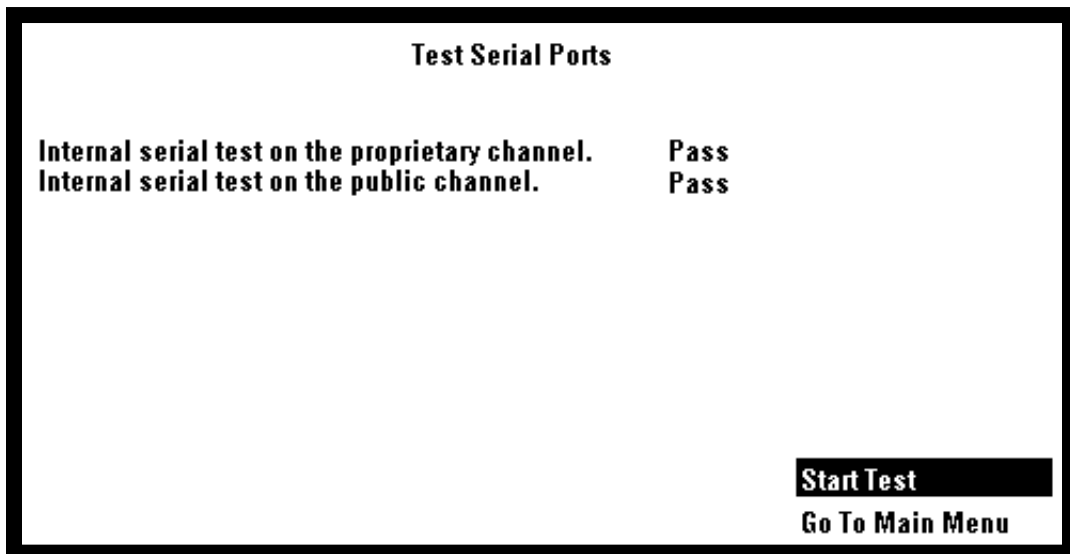 Test Serial Ports
Internal serial test on the proprietary channel. Pass
Internal serial test on the public channel. Pass
Start Test
Go To Main Menu